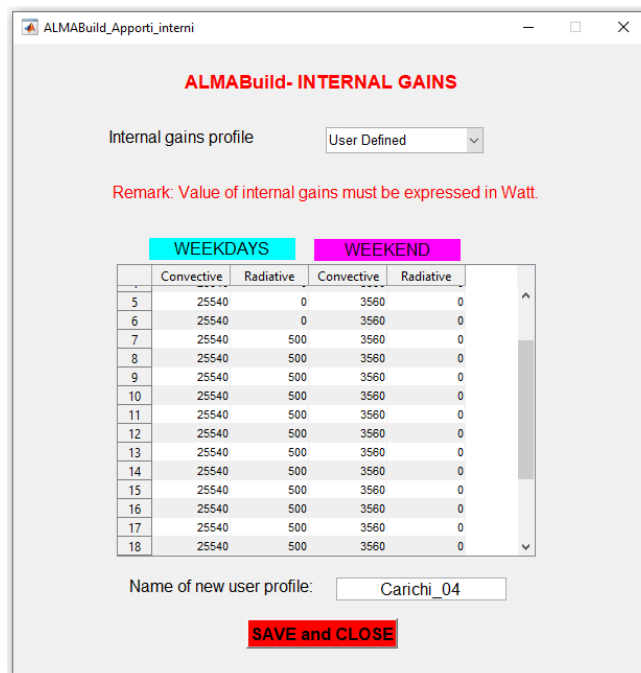 ALMABuild_Apporti_interni
ALMABuild- INTERNAL GAINS
Internal gains profile User Defined
Remark: Value of internal gains must be expressed in Watt.
WEEKDAYS WEEKEND
Convective Radiative Convective Radiative
5 25540 0 3560 0
6 25540 0 3560 0
7 25540 500 3560 0
8 25540 500 3560 0
9 25540 500 3560 0
10 25540 500 3560 0
11 25540 500 3560 0
12 25540 500 3560 0
13 25540 500 3560 0
14 25540 500 3560 0
15 25540 500 3560 0
16 25540 500 3560 0
17 25540 500 3560 0
18 25540 500 3560 0
Name of new user profile: Carichi_04
SAVE and CLOSE